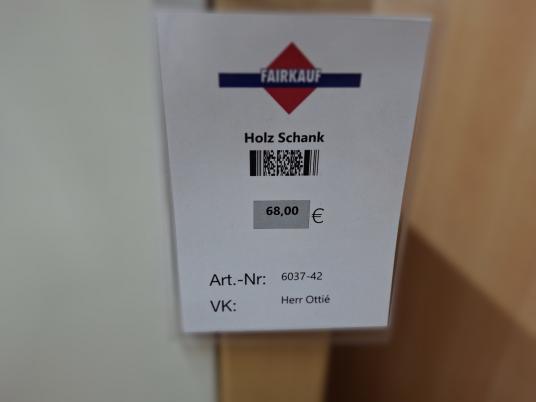 FAIRKAUF
Holz Schank
68,00 €
Art.-Nr: 6037-42
VK: Herr Ottié